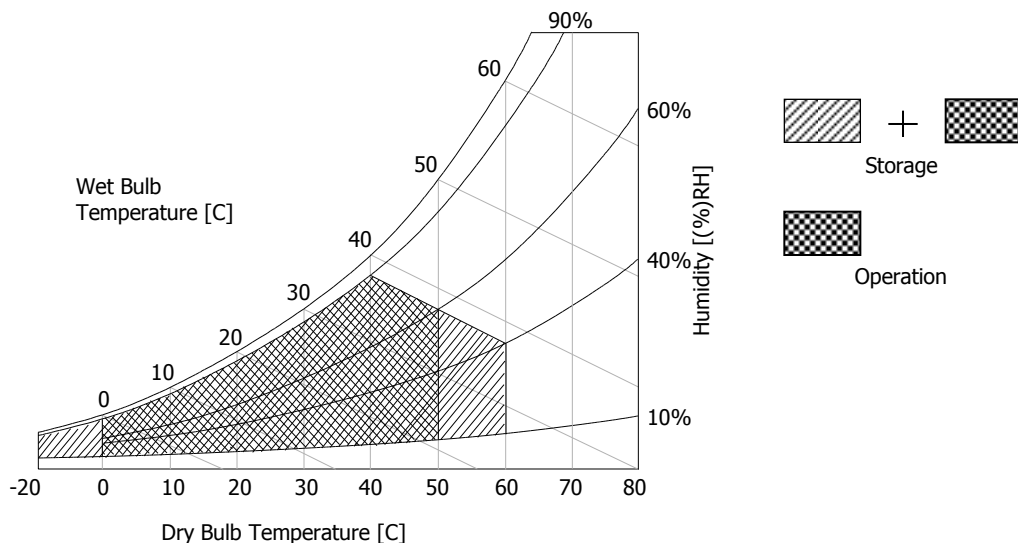 90%
60
60%
50
Wet Bulb
Temperature [C]
Storage
40
40%
Humidity [(%)RH]
30
Operation
20
10
0
10%
-20 0 10 20 30 40 50 60 70 80
Dry Bulb Temperature [C]